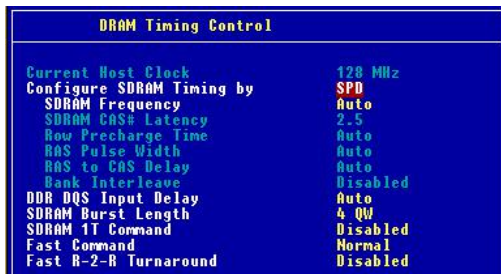 DRAM Timing Control
Current Host Clock 128 MHz
Configure SDRAM Timing by SPD
SDRAM Frequency Auto
SDRAM CAS# Latency 2.5
Row Precharge Time Auto
RAS Pulse Width Auto
RAS to CAS Delay Auto
Bank Interleave Disabled
DDR DQS Input Delay Auto
SDRAM Burst Length 4 QW
SDRAM 1T Command Disabled
Fast Command Normal
Fast R-2-R Turnaround Disabled